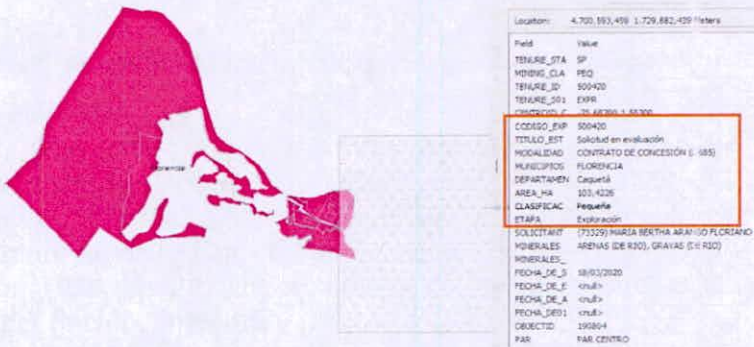 Location: 4.700.593,459 1.729.882,429 Meters
Field Value
TENURE_STA SP
MINING_CLA PEQ
TENURE_ID 500420
TENURE_S01 EXPR
CENTROID_C
CODIGO_EXP 500420
TITULO_EST Solicitud en evaluación
MODALIDAD CONTRATO DE CONCESIÓN (L 685)
MUNICIPIOS FLORENCIA
DEPARTAMEN Caquetá
AREA_HA 103,4226
CLASIFICAC Pequeña
ETAPA Exploración
SOLICITANT (73329) MARIA BERTHA ARANGO FLORIANO
MINERALES ARENAS (DE RIO), GRAVAS (DE RIO)
MINERALES_
FECHA_DE_S 18/03/2020
FECHA_DE_E <null>
FECHA_DE_A <null>
FECHA_DE01 <null>
OBJECTID 190804
PAR PAR CENTRO